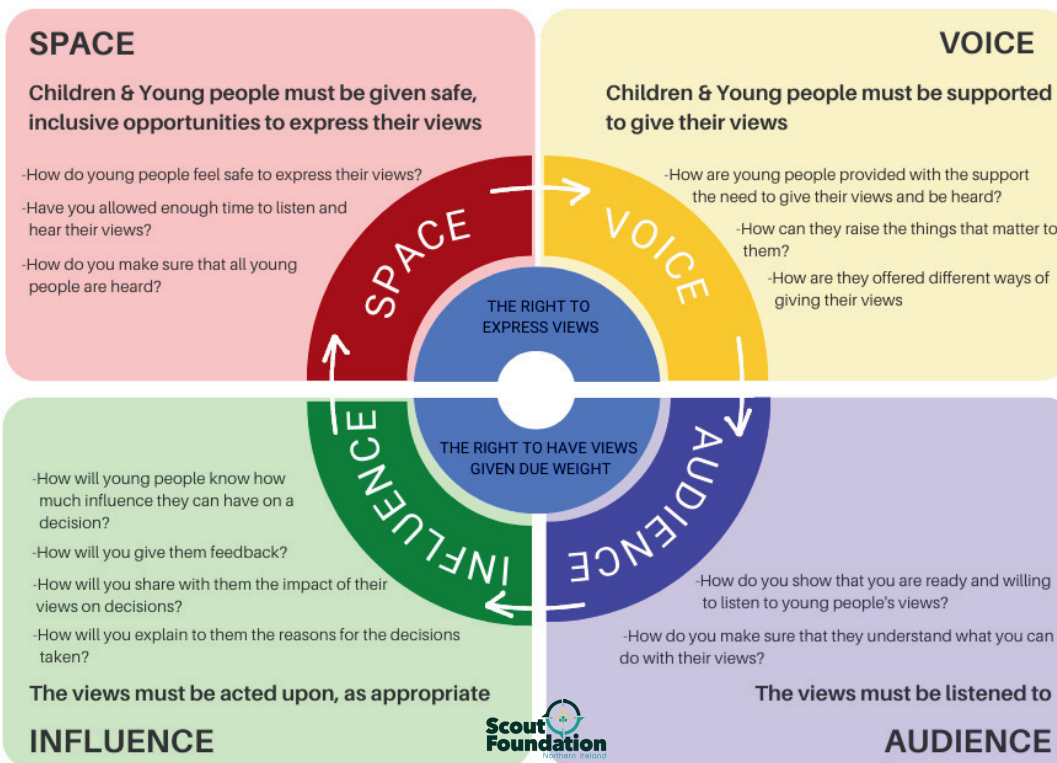 SPACE
Children & Young people must be given safe,
inclusive opportunities to express their views
-How do young people feel safe to express their views?
-Have you allowed enough time to listen and
hear their views?
-How do you make sure that all young
people are heard?
VOICE
Children & Young people must be supported
to give their views
-How are young people provided with the support
the need to give their views and be heard?
-How can they raise the things that matter to
them?
-How are they offered different ways of
giving their views
SPACE
VOICE
THE RIGHT TO
EXPRESS VIEWS
THE RIGHT TO HAVE VIEWS
GIVEN DUE WEIGHT
INFLUENCE
AUDIENCE
-How will young people know how
much influence they can have on a
decision?
-How will you give them feedback?
-How will you share with them the impact of their
views on decisions?
-How will you explain to them the reasons for the decisions
taken?
The views must be acted upon, as appropriate
INFLUENCE
-How do you show that you are ready and willing
to listen to young people's views?
-How do you make sure that they understand what you can
do with their views?
The views must be listened to
AUDIENCE
Scout
Foundation
Northern Ireland